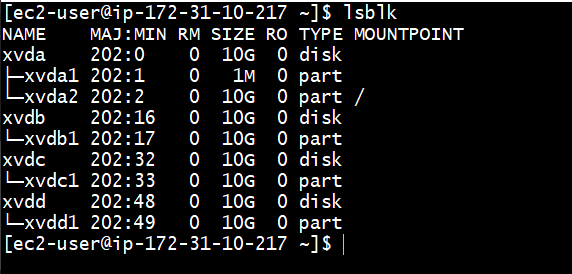 [ec2-user@ip-172-31-10-217 ~]$ lsblk
NAME    MAJ:MIN RM SIZE RO TYPE MOUNTPOINT
xvda    202:0    0  10G  0 disk
├─xvda1 202:1    0   1M  0 part
└─xvda2 202:2    0  10G  0 part /
xvdb    202:16   0  10G  0 disk
└─xvdb1 202:17   0  10G  0 part
xvdc    202:32   0  10G  0 disk
└─xvdc1 202:33   0  10G  0 part
xvdd    202:48   0  10G  0 disk
└─xvdd1 202:49   0  10G  0 part
[ec2-user@ip-172-31-10-217 ~]$